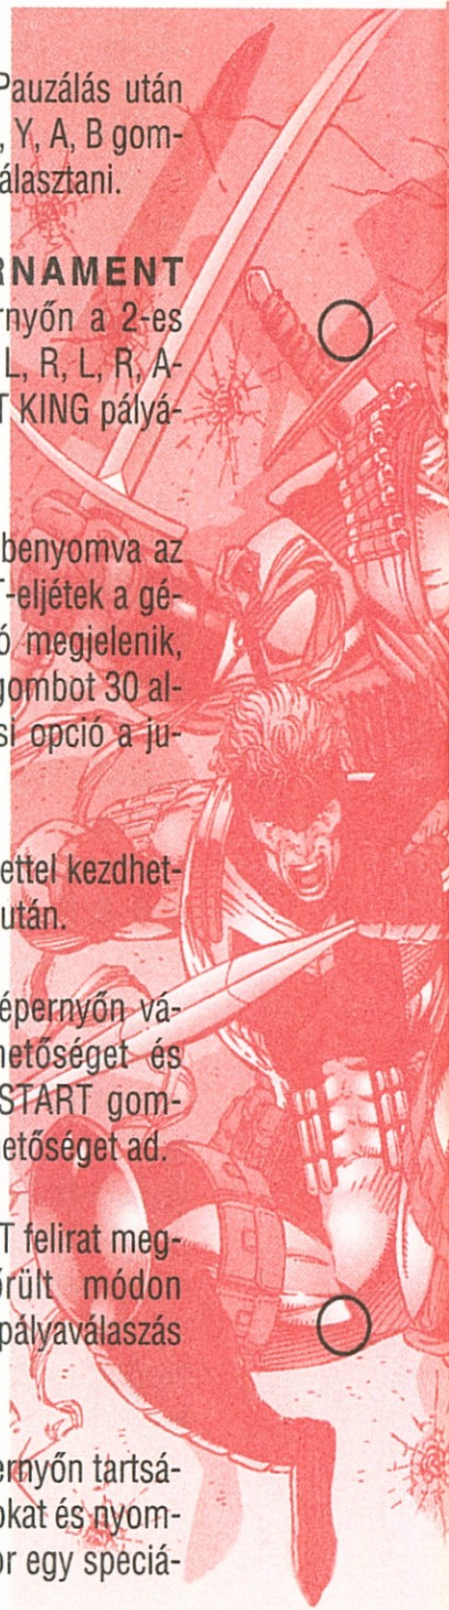 Pauzálás után
, Y, A, B gom-
álasztani.
RNAMENT
rnyőn a 2-es
L, R, L, R, A-
T KING pályá-
benyomva az
T-eljétek a gé-
ó megjelenik,
gombot 30 al-
si opció a ju-
ettel kezdhet-
után.
épernyőn vá-
hetőséget és
START gom-
hetőséget ad.
T felirat meg-
őrült módon
pályaválaszás
ernyőn tartsá-
okat és nyom-
or egy speciá-